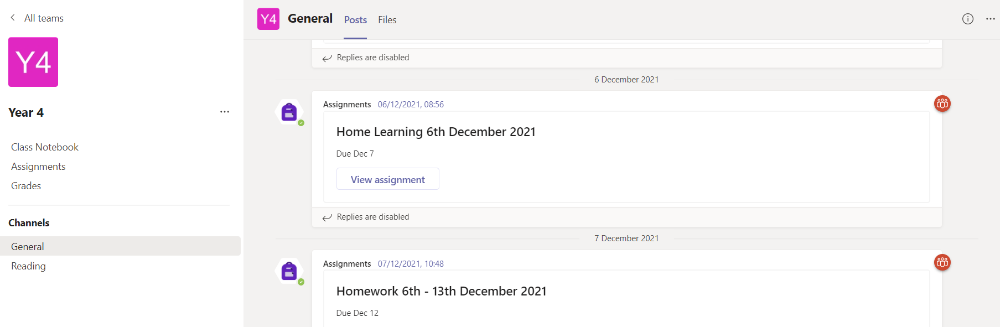 All teams
Y4
Year 4
...
Class Notebook
Assignments
Grades
Channels
General
Reading
Y4 General Posts Files
...
Replies are disabled
6 December 2021
Assignments 06/12/2021, 08:56
Home Learning 6th December 2021
Due Dec 7
View assignment
Replies are disabled
7 December 2021
Assignments 07/12/2021, 10:48
Homework 6th - 13th December 2021
Due Dec 12